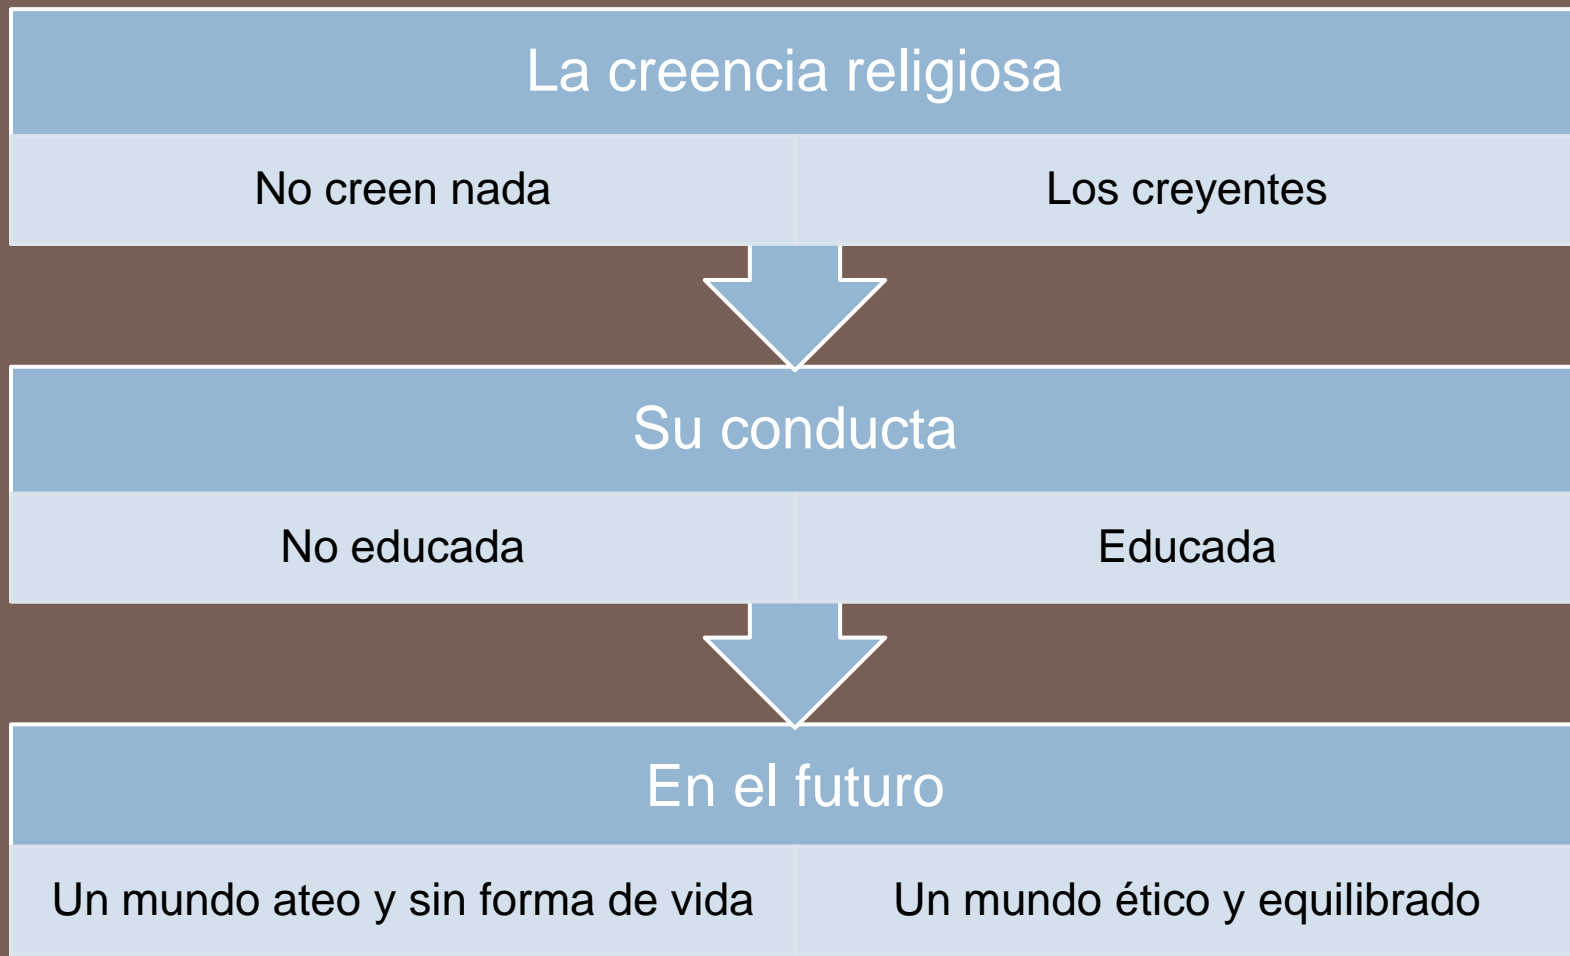 La creencia religiosa
No creen nada
Los creyentes
Su conducta
No educada
Educada
En el futuro
Un mundo ateo y sin forma de vida
Un mundo ético y equilibrado